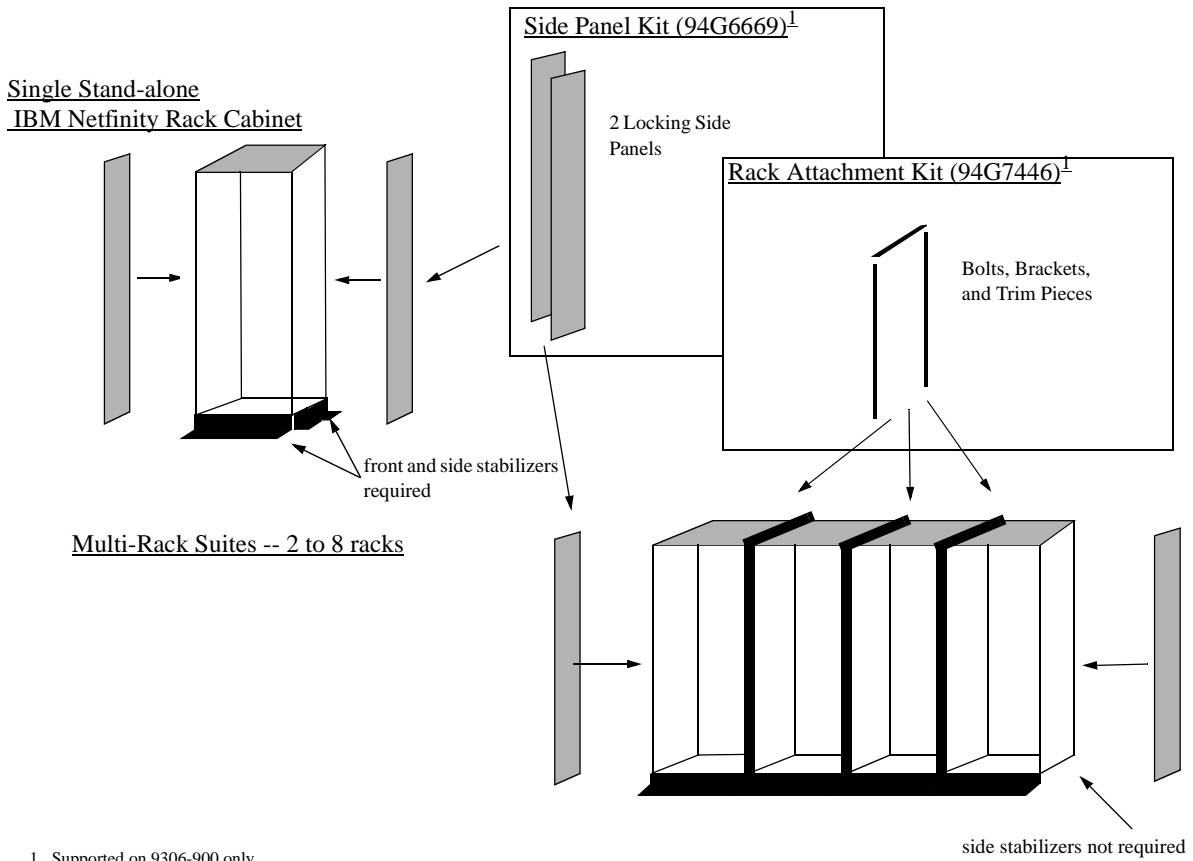 Side Panel Kit (94G6669)1
Single Stand-alone
IBM Netfinity Rack Cabinet
2 Locking Side
Panels
Rack Attachment Kit (94G7446)1
Bolts, Brackets,
and Trim Pieces
front and side stabilizers
required
Multi-Rack Suites -- 2 to 8 racks
side stabilizers not required
1. Supported on 9306-900 only